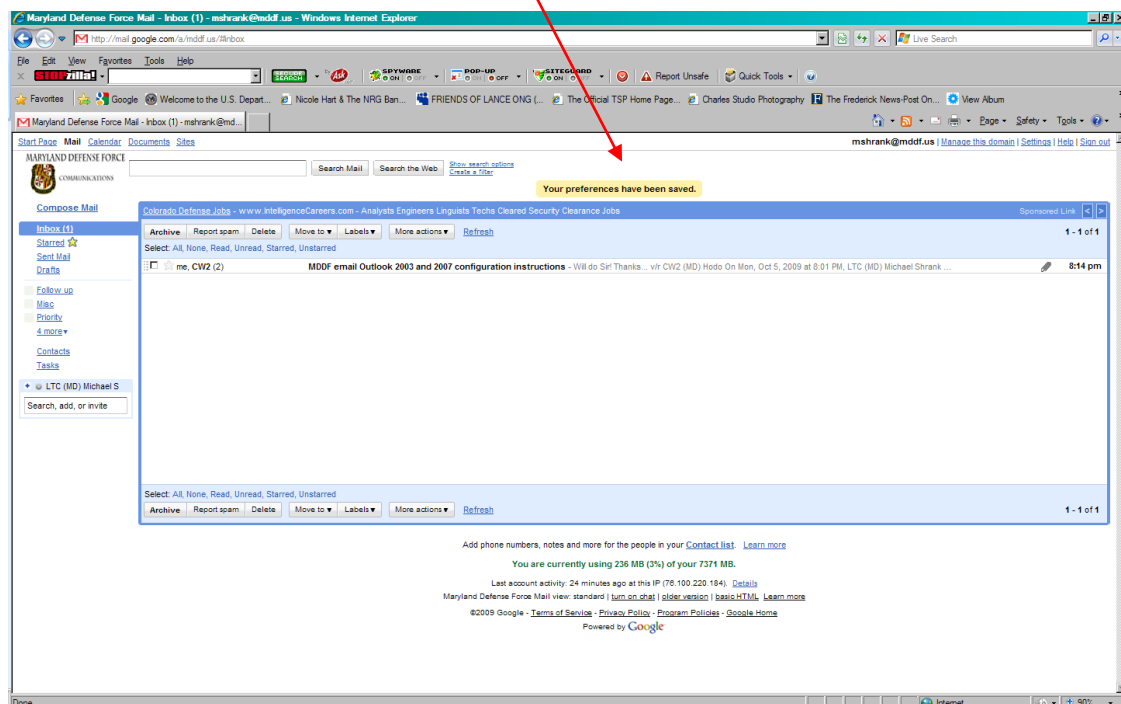 Maryland Defense Force Mail - Inbox (1) - mshrank@mddf.us - Windows Internet Explorer
http://mail.google.com/a/mddf.us/#inbox
Live Search
File Edit View Favorites Tools Help
STOPzilla! SEARCH Ask SPYWARE ON OFF POP-UP ON OFF SITEGUARD ON OFF Report Unsafe Quick Tools
Favorites Google Welcome to the U.S. Depart... Nicole Hart & The NRG Ban... FRIENDS OF LANCE ONG (... The Official TSP Home Page... Charles Studio Photography The Frederick News-Post On... View Album
Maryland Defense Force Mail - Inbox (1) - mshrank@md... Page Safety Tools
Start Page Mail Calendar Documents Sites mshrank@mddf.us | Manage this domain | Settings | Help | Sign out
MARYLAND DEFENSE FORCE
COMMUNICATIONS
Search Mail Search the Web Show search options
Create a filter
Your preferences have been saved.
Compose Mail
Colorado Defense Jobs - www.IntelligenceCareers.com - Analysts Engineers Linguists Techs Cleared Security Clearance Jobs Sponsored Link < >
Inbox (1)
Starred
Sent Mail
Drafts
Follow up
Misc
Priority
4 more▾
Contacts
Tasks
LTC (MD) Michael S
Search, add, or invite
Archive Report spam Delete Move to ▾ Labels ▾ More actions ▾ Refresh 1 - 1 of 1
Select: All, None, Read, Unread, Starred, Unstarred
me, CW2 (2) MDDF email Outlook 2003 and 2007 configuration instructions - Will do Sir! Thanks... v/r CW2 (MD) Hodo On Mon, Oct 5, 2009 at 8:01 PM, LTC (MD) Michael Shrank ... 8:14 pm
Select: All, None, Read, Unread, Starred, Unstarred
Archive Report spam Delete Move to ▾ Labels ▾ More actions ▾ Refresh 1 - 1 of 1
Add phone numbers, notes and more for the people in your Contact list. Learn more
You are currently using 236 MB (3%) of your 7371 MB.
Last account activity: 24 minutes ago at this IP (76.100.220.184). Details
Maryland Defense Force Mail view: standard | turn on chat | older version | basic HTML Learn more
©2009 Google - Terms of Service - Privacy Policy - Program Policies - Google Home
Powered by Google
Done Internet 90%